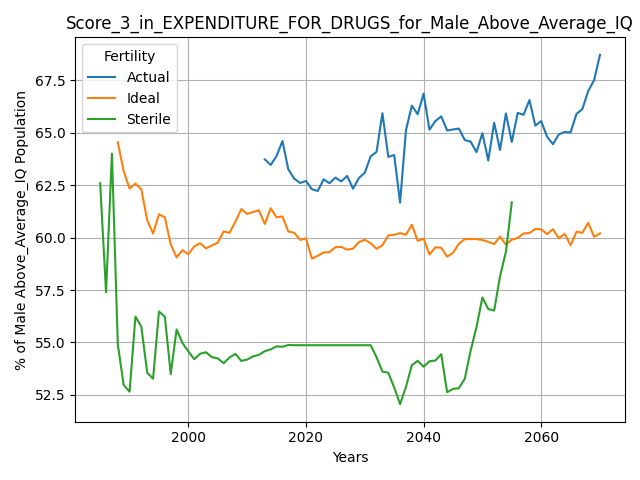 Score_3_in_EXPENDITURE_FOR_DRUGS_for_Male_Above_Average_IQ
Fertility
Actual
Ideal
Sterile
% of Male Above_Average_IQ Population
67.5
65.0
62.5
60.0
57.5
55.0
52.5
2000 2020 2040 2060
Years